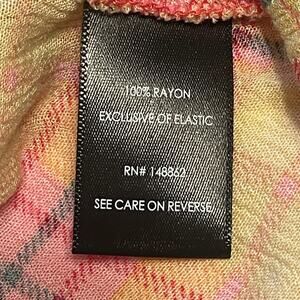 100% RAYON
EXCLUSIVE OF ELASTIC
RN# 148863
SEE CARE ON REVERSE